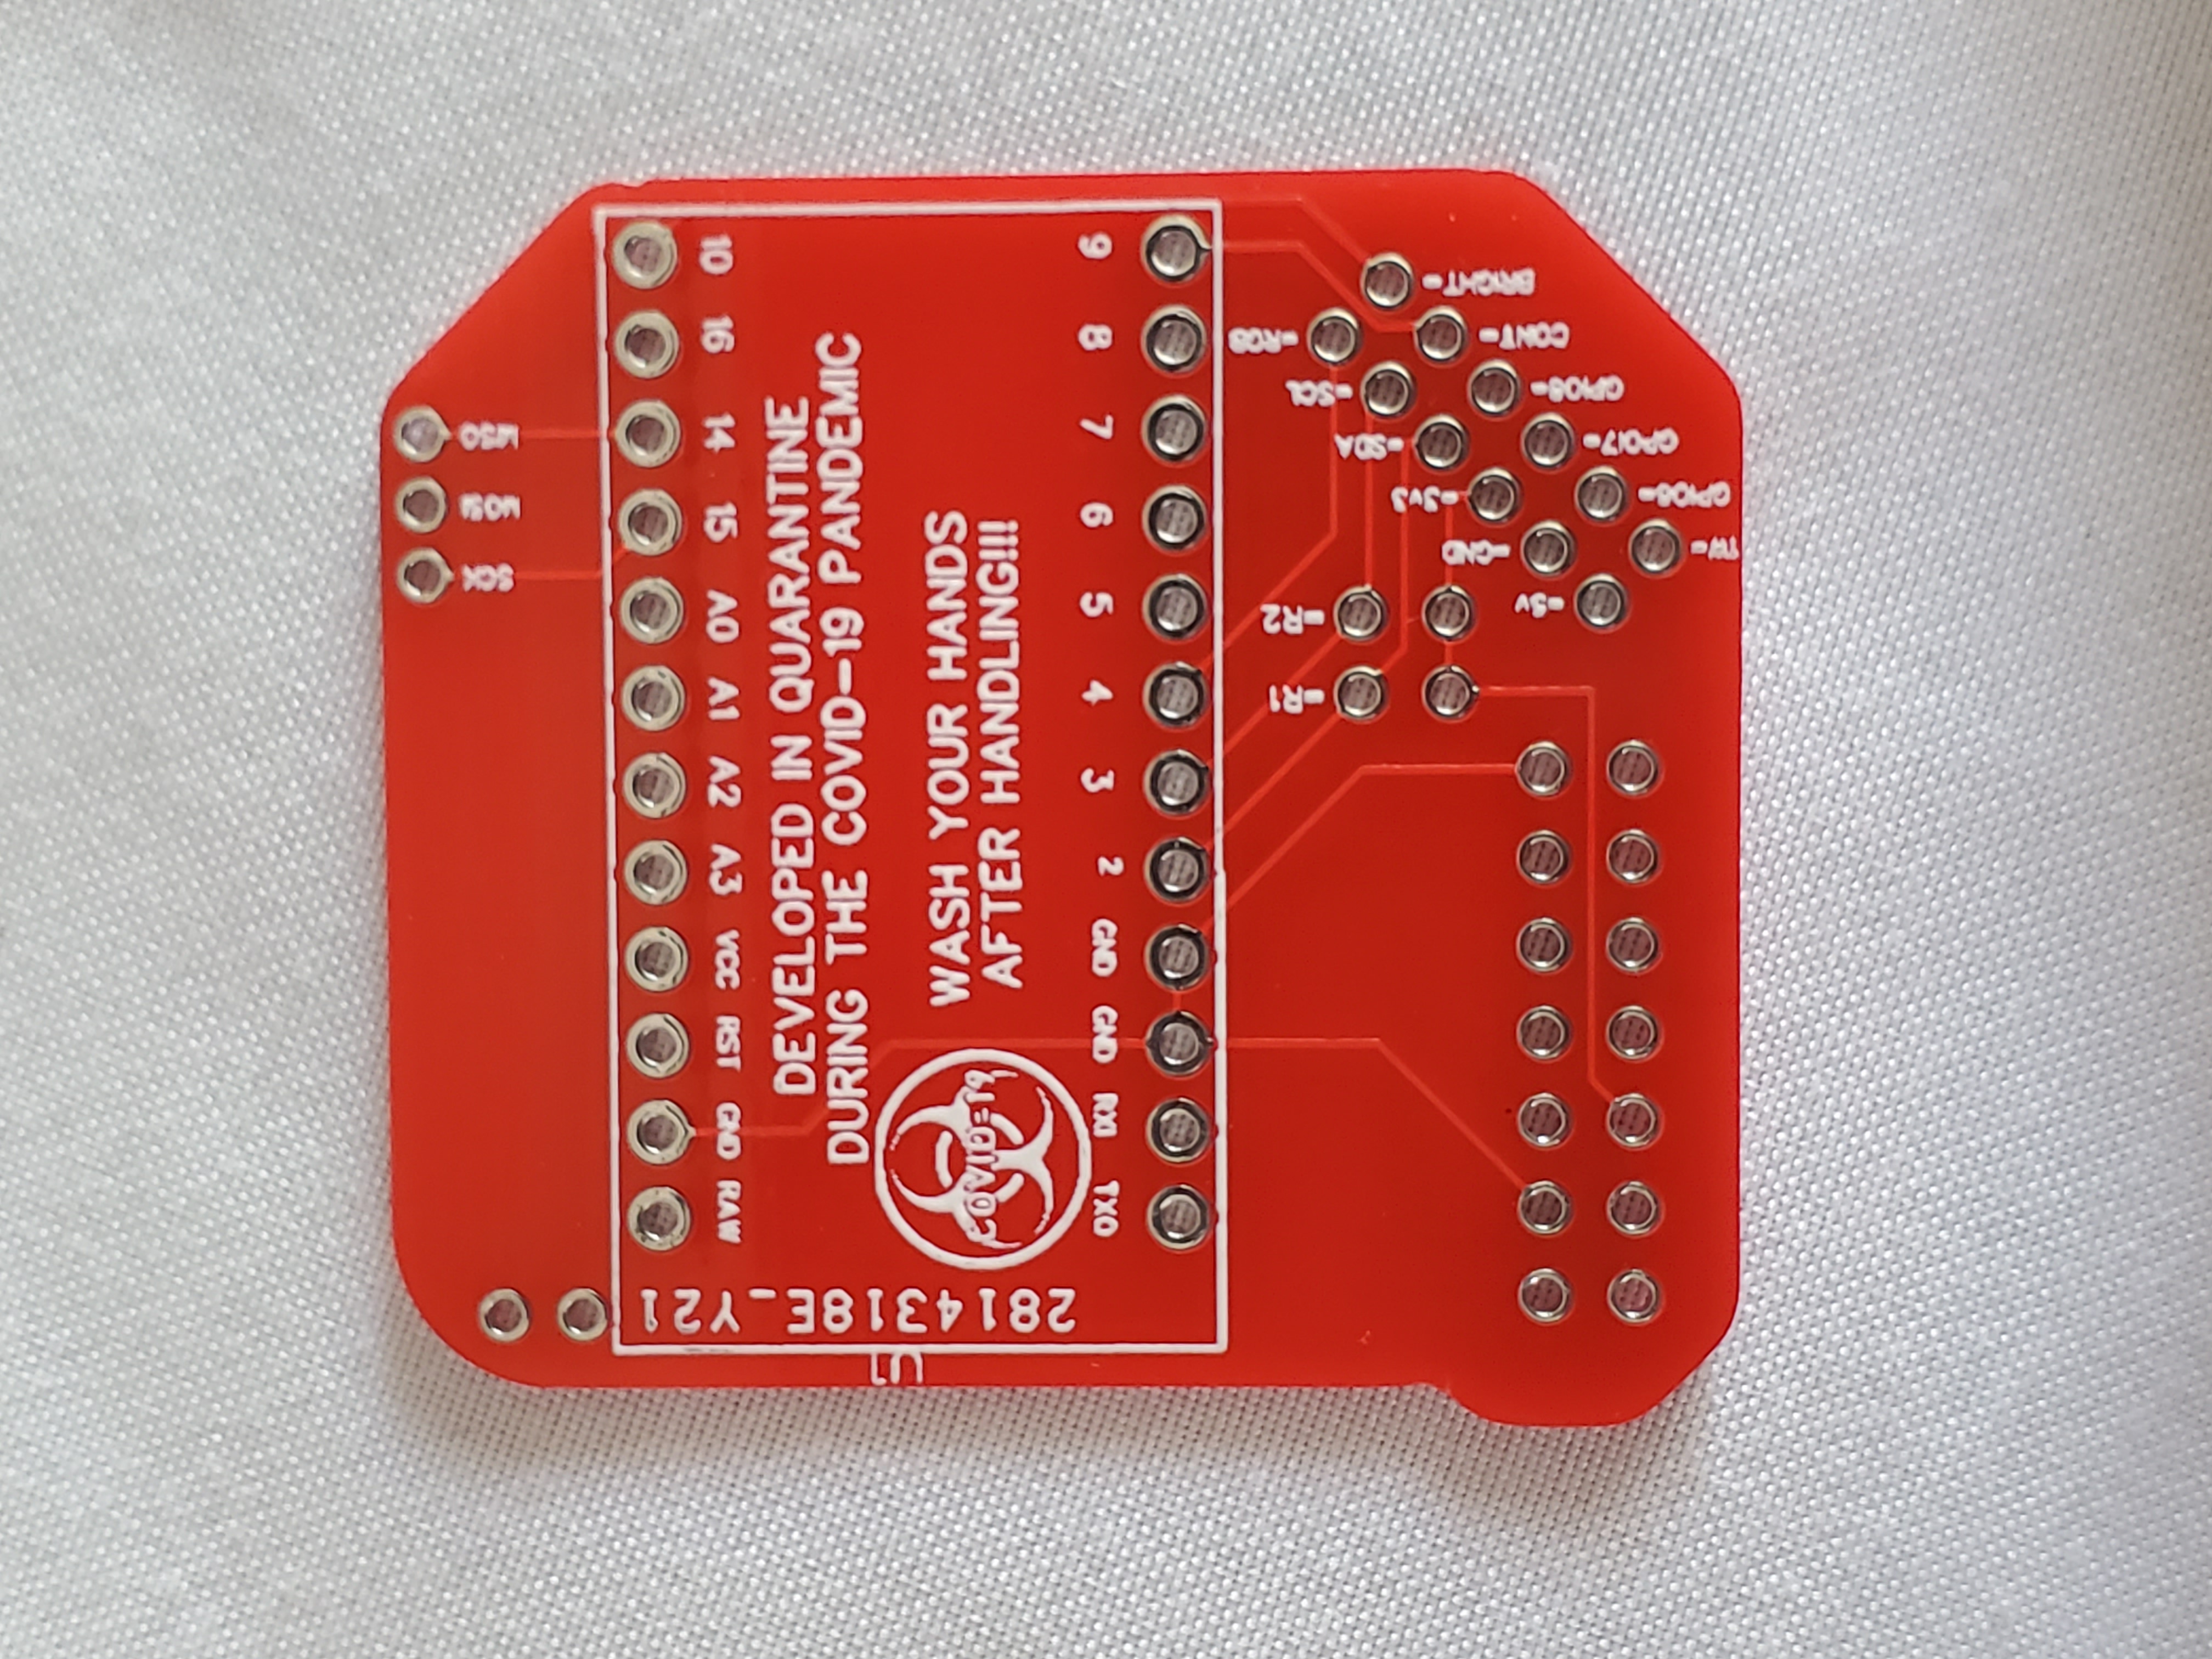 SCK MOSI MISO
RAW GND RST VCC A3 A2 A1 A0 15 14 16 10
DEVELOPED IN QUARANTINE
DURING THE COVID-19 PANDEMIC
U1
2814318E_Y21
COVID-19
WASH YOUR HANDS
AFTER HANDLING!!!
TXO RXI GND GND 2 3 4 5 6 7 8 9
=R1
=R2
=5v
=GND
=3v3
=SDA
=SCL
=RGB
TW=
GPIO6=
GPIO7=
GPIO8=
CONT=
BRIGHT=